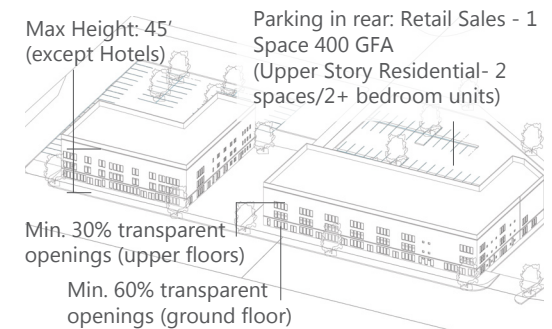 Max Height: 45'
(except Hotels)
Parking in rear: Retail Sales - 1
Space 400 GFA
(Upper Story Residential- 2
spaces/2+ bedroom units)
Min. 30% transparent
openings (upper floors)
Min. 60% transparent
openings (ground floor)